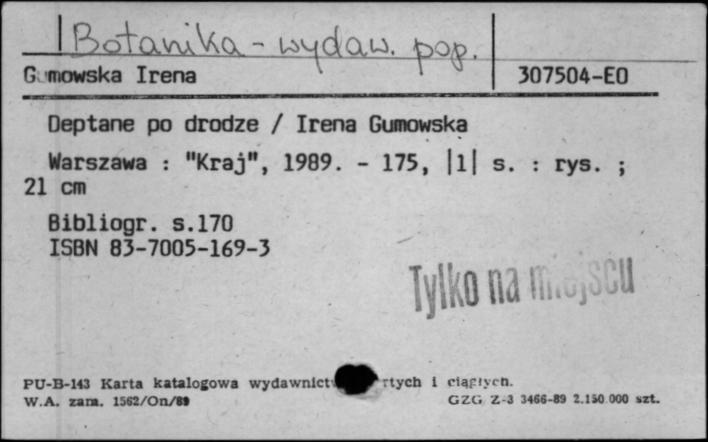 Botanika - wydaw. pop.
Gumowska Irena 307504-EO
Deptane po drodze / Irena Gumowska
Warszawa : "Kraj", 1989. - 175, |1| s. : rys. ;
21 cm
Bibliogr. s.170
ISBN 83-7005-169-3
Tylko na miejscu
PU-B-143 Karta katalogowa wydawnict rtych i ciągłych.
W.A. zam. 1562/On/89 GZG Z-3 3466-89 2.150.000 szt.